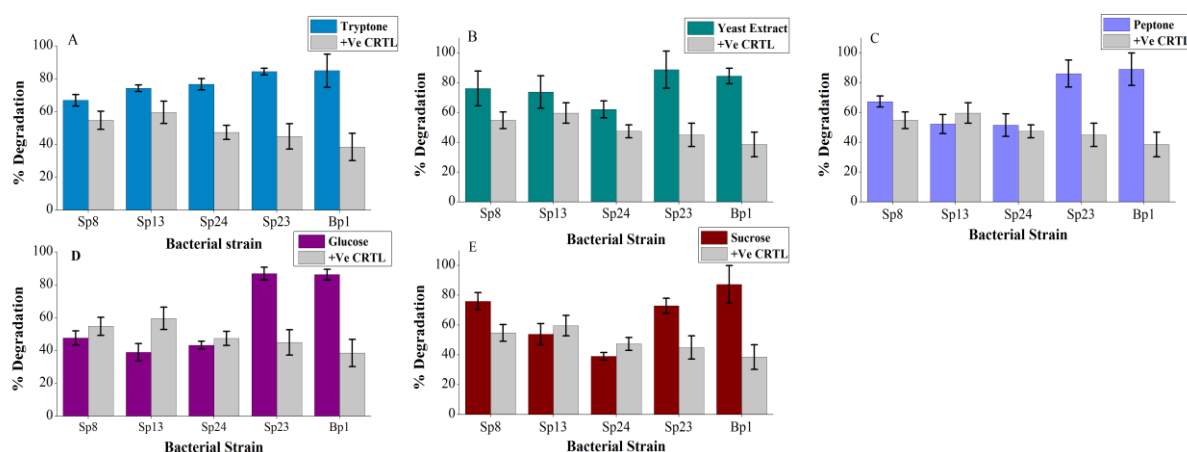 A
Tryptone
+Ve CRTL
% Degradation
100
80
60
40
20
0
Sp8 Sp13 Sp24 Sp23 Bp1
Bacterial Strain
B
Yeast Extract
+Ve CRTL
% Degradation
100
80
60
40
20
0
Sp8 Sp13 Sp24 Sp23 Bp1
Bacterial Strain
C
Peptone
+Ve CRTL
% Degradation
100
80
60
40
20
0
Sp8 Sp13 Sp24 Sp23 Bp1
Bacterial Strain
D
Glucose
+Ve CRTL
% Degradation
100
80
60
40
20
0
Sp8 Sp13 Sp24 Sp23 Bp1
Bacterial Strain
E
Sucrose
+Ve CRTL
% Degradation
100
80
60
40
20
0
Sp8 Sp13 Sp24 Sp23 Bp1
Bacterial Strain